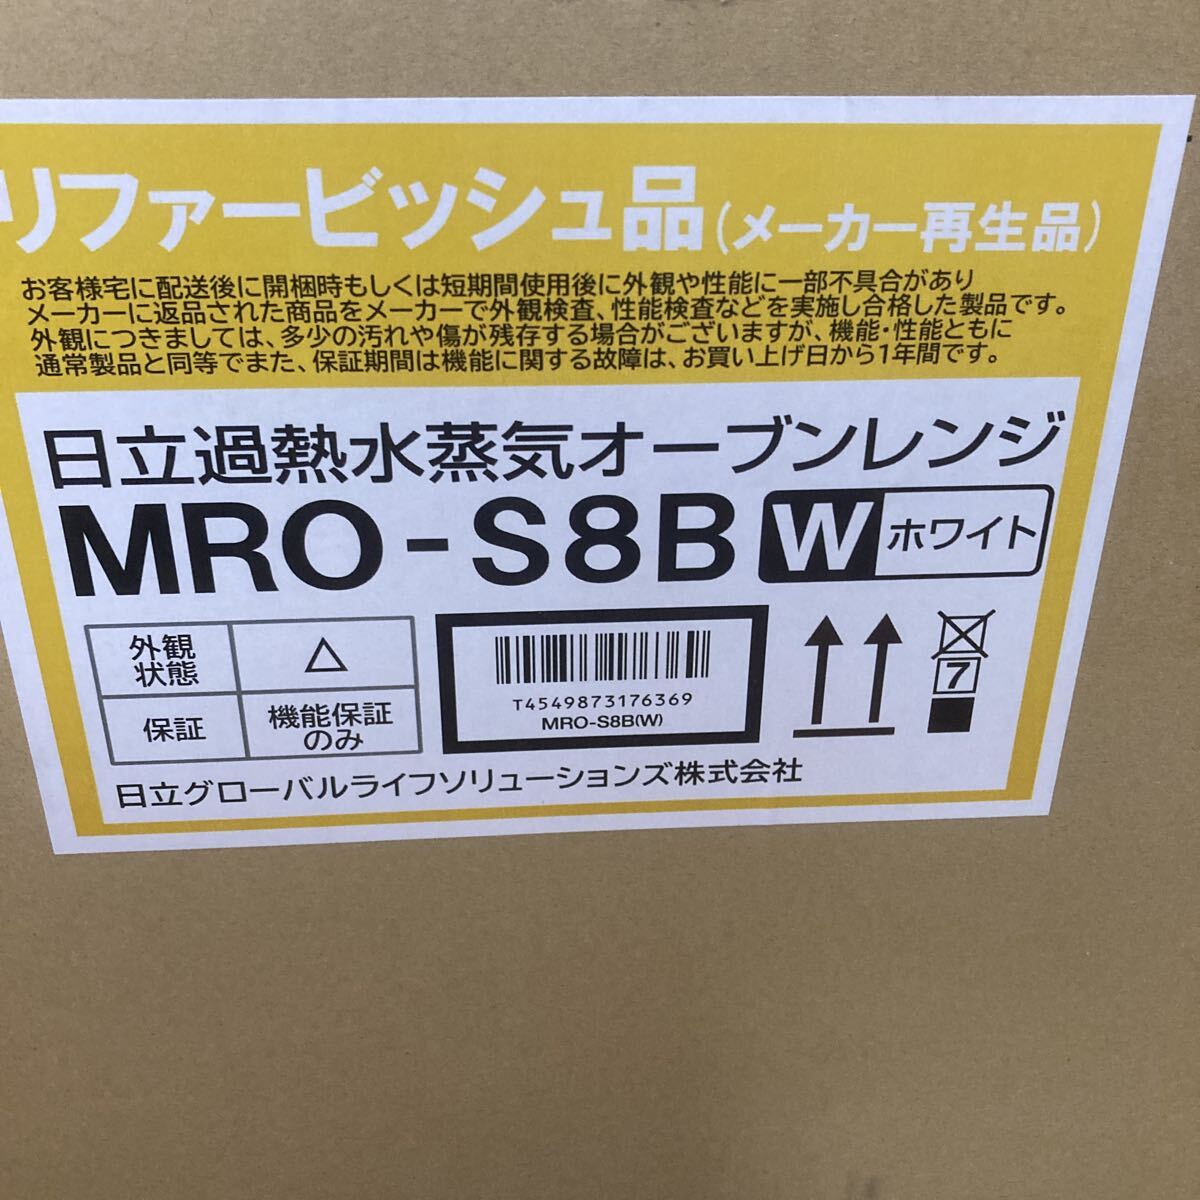 リファービッシュ品(メーカー再生品)
お客様宅に配送後に開梱時もしくは短期間使用後に外観や性能に一部不具合があり
メーカーに返品された商品をメーカーで外観検査、性能検査などを実施し合格した製品です。
外観につきましては、多少の汚れや傷が残存する場合がございますが、機能・性能ともに
通常製品と同等でまた、保証期間は機能に関する故障は、お買い上げ日から1年間です。
日立過熱水蒸気オーブンレンジ
MRO-S8B W ホワイト
外観状態 △
保証 機能保証のみ
T4549873176369
MRO-S8B(W)
7
日立グローバルライフソリューションズ株式会社